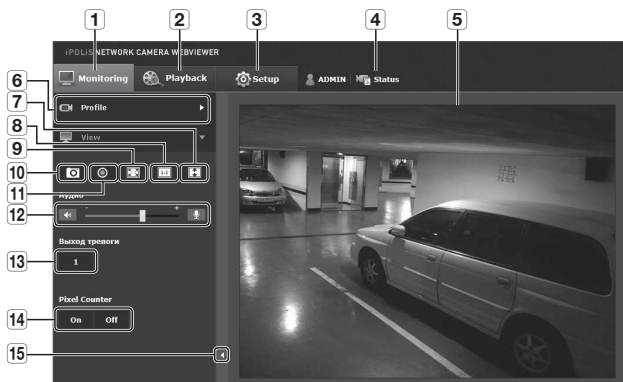 1 2 3 4 5
iPOLiS NETWORK CAMERA WEBVIEWER
Monitoring Playback Setup ADMIN Status
6
Profile
7
8
View
9
10
1:1
11
Аудио
12
- +
Выход тревоги
13
1
Pixel Counter
14
On Off
15